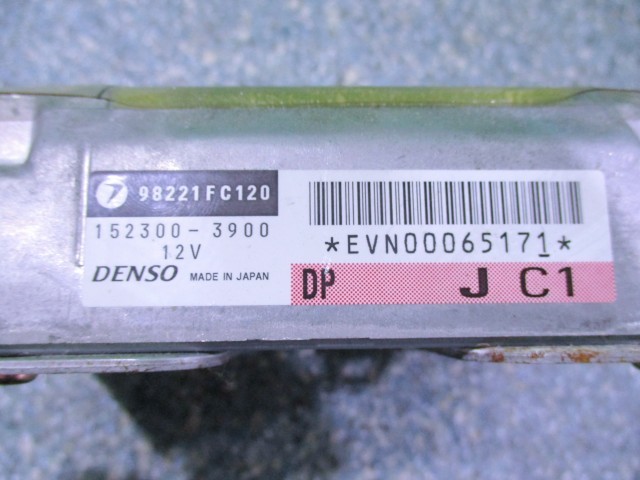 98221FC120
152300-3900
12V
DENSO MADE IN JAPAN
*EVN00065171*
DP J C1